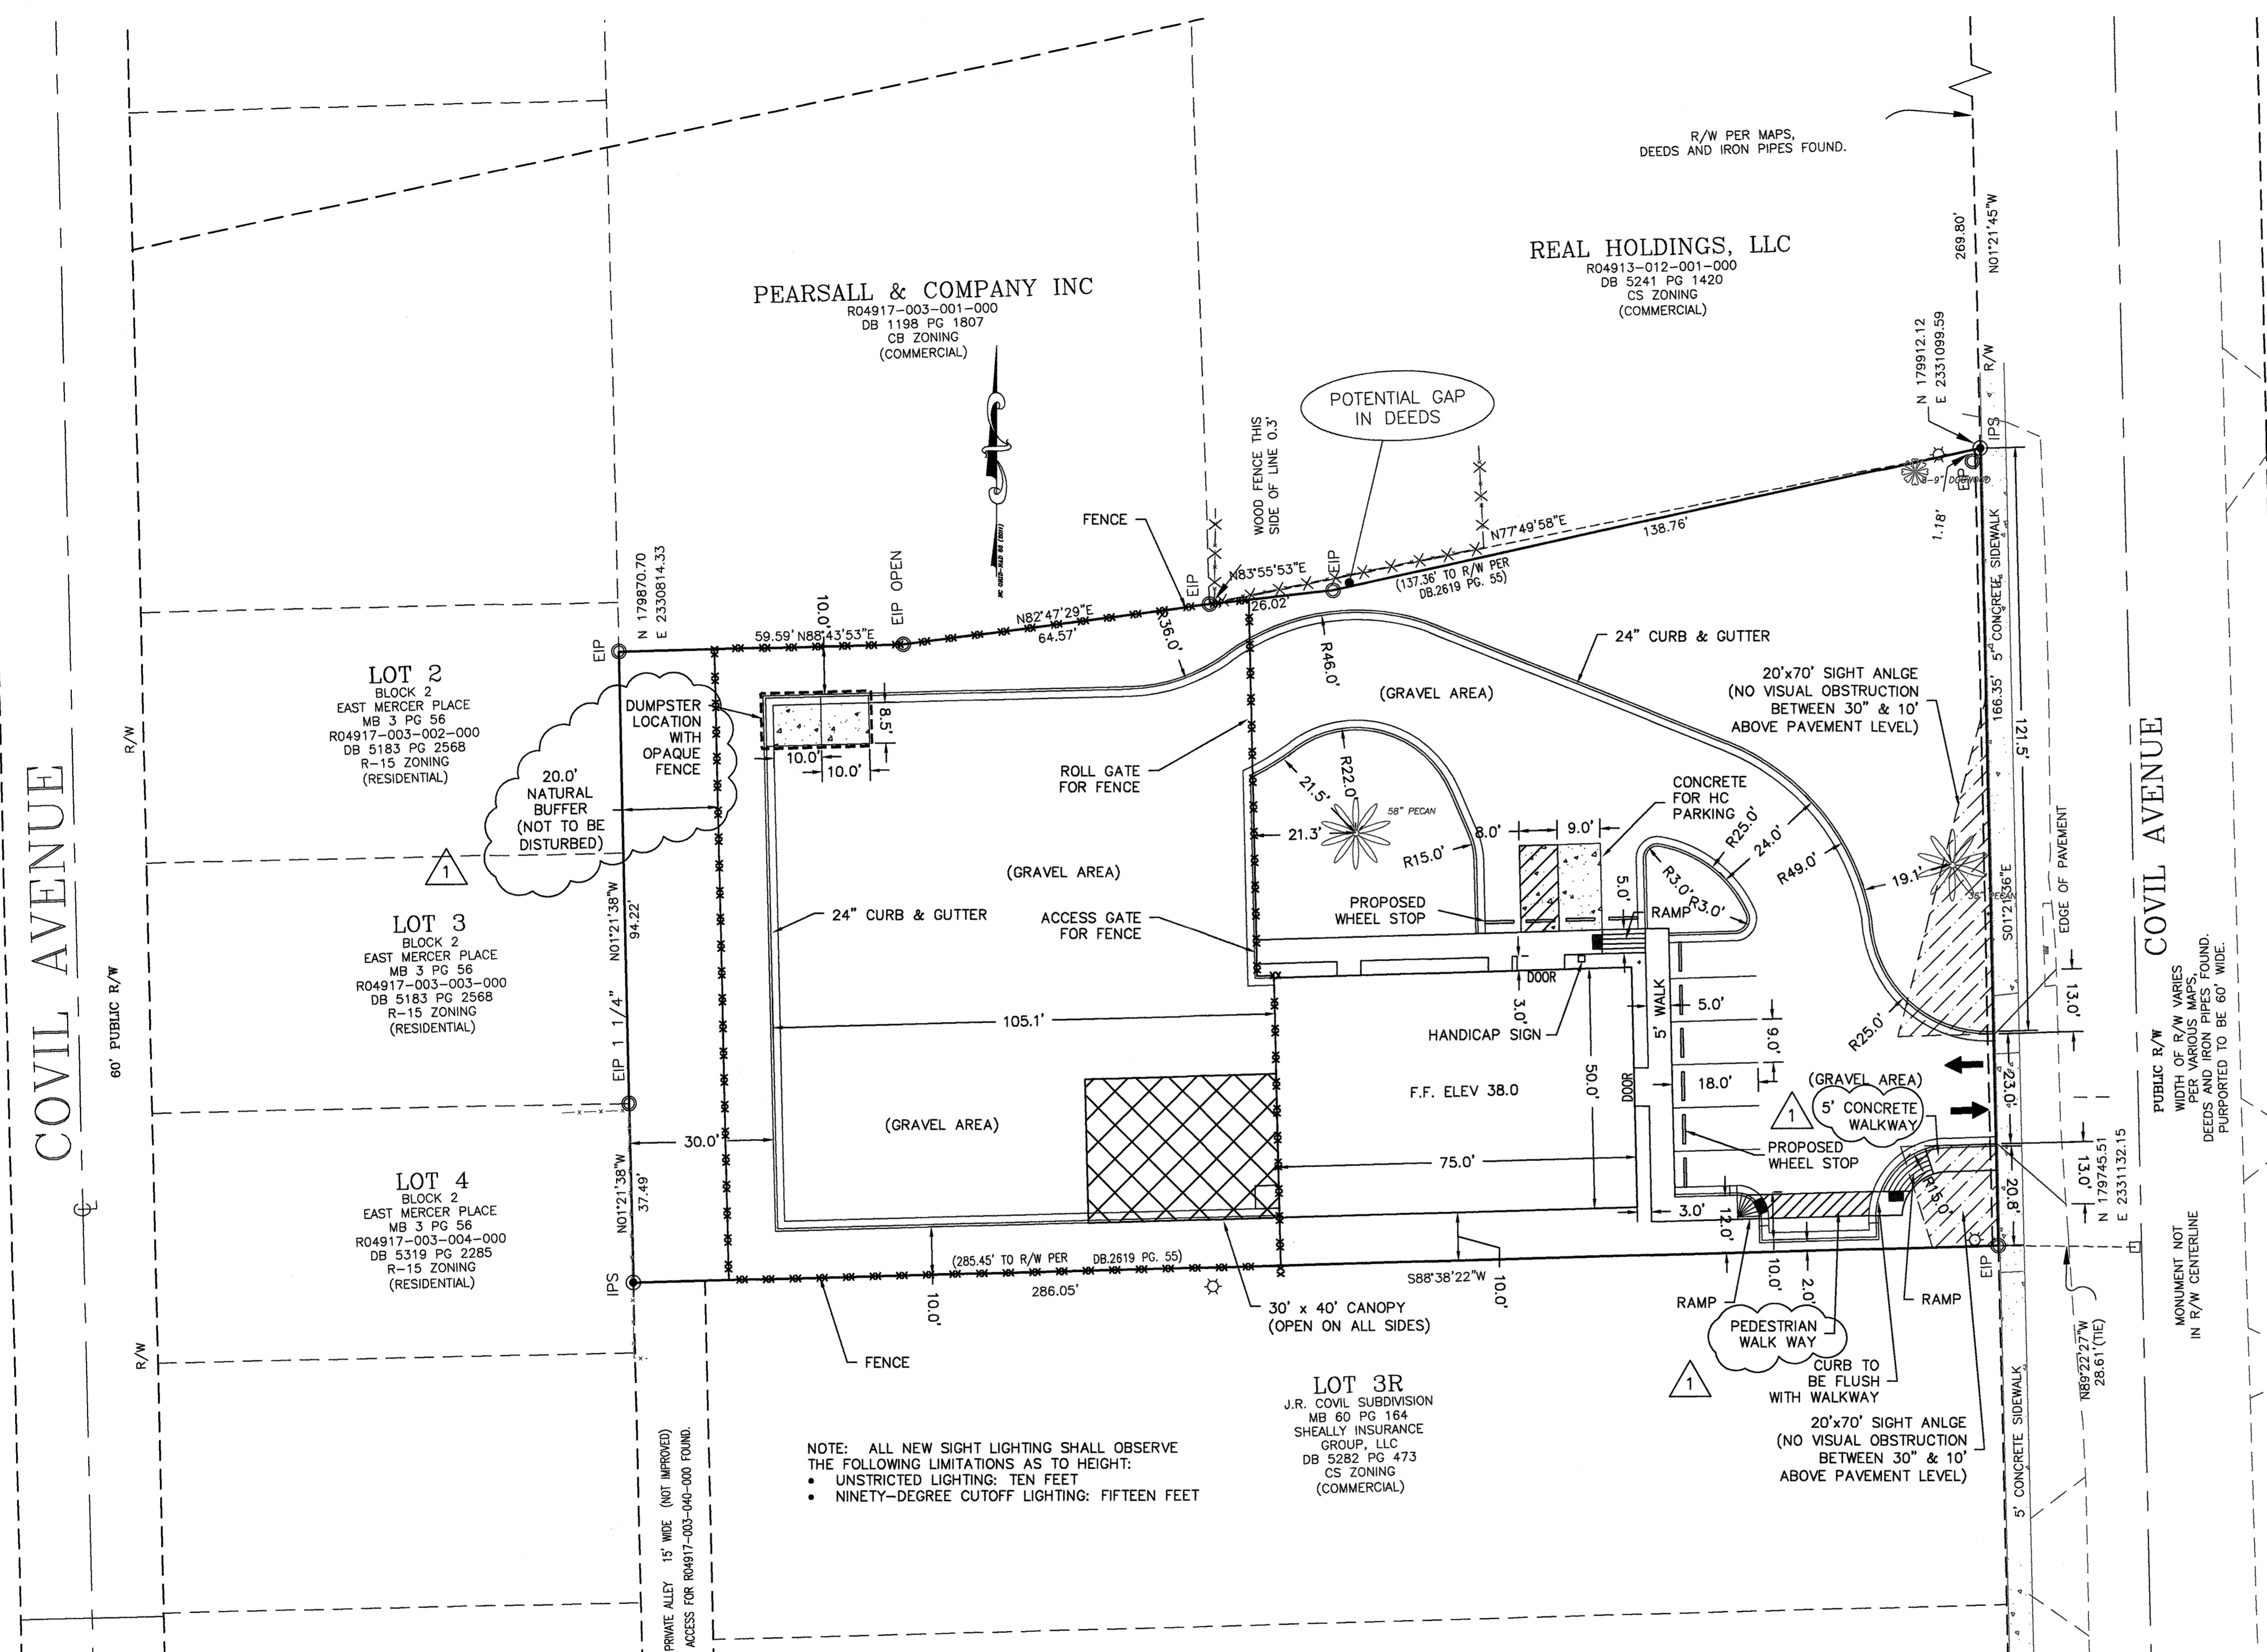 R/W PER MAPS,
DEEDS AND IRON PIPES FOUND.
269.80'
N01°21'45"W
REAL HOLDINGS, LLC
R04913-012-001-000
DB 5241 PG 1420
CS ZONING
(COMMERCIAL)
PEARSALL & COMPANY INC
R04917-003-001-000
DB 1198 PG 1807
CB ZONING
(COMMERCIAL)
N 179912.12
E 2331099.59
R/W
IPS
EIP
1.18'
8-9" DOGWOOD
POTENTIAL GAP
IN DEEDS
WOOD FENCE THIS
SIDE OF LINE 0.3'
FENCE
N77°49'58"E
138.76'
(137.36' TO R/W PER
DB.2619 PG. 55)
EIP
N83°55'53"E
26.02'
EIP
N82°47'29"E
64.57'
EIP OPEN
59.59' N88°43'53"E
10.0'
N 179870.70
E 2330814.33
EIP
R36.0'
R46.0'
24" CURB & GUTTER
5' CONCRETE SIDEWALK
166.35'
121.5'
20'x70' SIGHT ANLGE
(NO VISUAL OBSTRUCTION
BETWEEN 30" & 10'
ABOVE PAVEMENT LEVEL)
(GRAVEL AREA)
LOT 2
BLOCK 2
EAST MERCER PLACE
MB 3 PG 56
R04917-003-002-000
DB 5183 PG 2568
R-15 ZONING
(RESIDENTIAL)
DUMPSTER
LOCATION
WITH
OPAQUE
FENCE
8.5'
10.0'
10.0'
20.0'
NATURAL
BUFFER
(NOT TO BE
DISTURBED)
1
ROLL GATE
FOR FENCE
R22.0'
21.5'
21.3'
58" PECAN
R15.0'
8.0'
9.0'
CONCRETE
FOR HC
PARKING
R25.0'
24.0'
R49.0'
R3.0'
R3.0'
19.1'
36" PECAN
S01°21'36"E
EDGE OF PAVEMENT
(GRAVEL AREA)
24" CURB & GUTTER
ACCESS GATE
FOR FENCE
PROPOSED
WHEEL STOP
5.0'
RAMP
DOOR
3.0'
HANDICAP SIGN
5' WALK
5.0'
9.0'
18.0'
R25.0'
13.0'
23.0'
LOT 3
BLOCK 2
EAST MERCER PLACE
MB 3 PG 56
R04917-003-003-000
DB 5183 PG 2568
R-15 ZONING
(RESIDENTIAL)
N01°21'38"W
94.22'
EIP 1 1/4"
105.1'
50.0'
DOOR
F.F. ELEV 38.0
(GRAVEL AREA)
(GRAVEL AREA)
1
5' CONCRETE
WALKWAY
30.0'
75.0'
PROPOSED
WHEEL STOP
R15.0'
20.8'
13.0'
N 179745.51
E 2331132.15
LOT 4
BLOCK 2
EAST MERCER PLACE
MB 3 PG 56
R04917-003-004-000
DB 5319 PG 2285
R-15 ZONING
(RESIDENTIAL)
N01°21'38"W
37.49'
IPS
3.0'
12.0'
10.0'
2.0'
(285.45' TO R/W PER DB.2619 PG. 55)
286.05'
S88°38'22"W
10.0'
10.0'
EIP
RAMP
RAMP
PEDESTRIAN
WALK WAY
1
CURB TO
BE FLUSH
WITH WALKWAY
30' x 40' CANOPY
(OPEN ON ALL SIDES)
FENCE
20'x70' SIGHT ANLGE
(NO VISUAL OBSTRUCTION
BETWEEN 30" & 10'
ABOVE PAVEMENT LEVEL)
LOT 3R
J.R. COVIL SUBDIVISION
MB 60 PG 164
SHEALLY INSURANCE
GROUP, LLC
DB 5282 PG 473
CS ZONING
(COMMERCIAL)
NOTE: ALL NEW SIGHT LIGHTING SHALL OBSERVE
THE FOLLOWING LIMITATIONS AS TO HEIGHT:
• UNSTRICTED LIGHTING: TEN FEET
• NINETY-DEGREE CUTOFF LIGHTING: FIFTEEN FEET
PRIVATE ALLEY 15' WIDE (NOT IMPROVED)
ACCESS FOR R04917-003-040-000 FOUND.
5' CONCRETE SIDEWALK
N89°22'27"W
28.61'(TIE)
MONUMENT NOT
IN R/W CENTERLINE
COVIL AVENUE
PUBLIC R/W
WIDTH OF R/W VARIES
PER VARIOUS MAPS,
DEEDS AND IRON PIPES FOUND.
PURPORTED TO BE 60' WIDE.
COVIL AVENUE
60' PUBLIC R/W
R/W
R/W